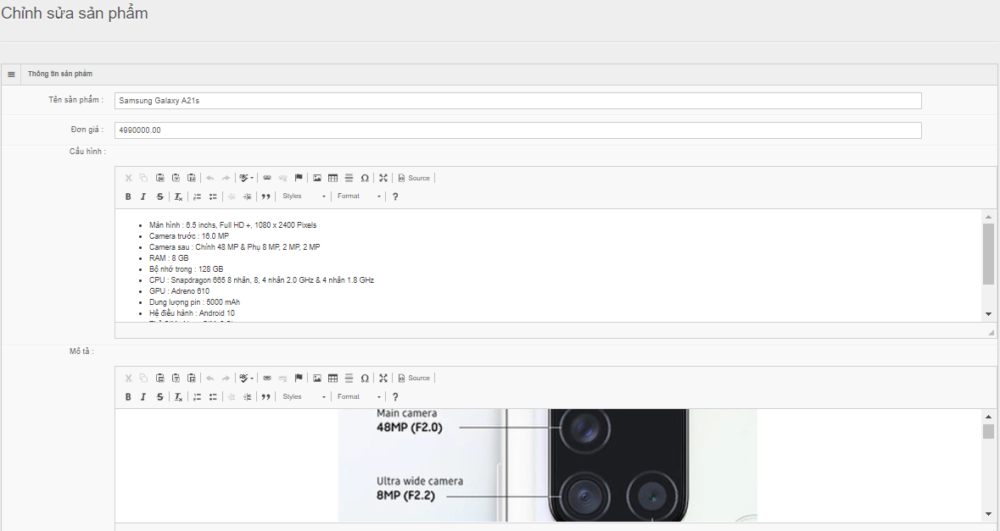 Chỉnh sửa sản phẩm
Thông tin sản phẩm
Tên sản phẩm :
Samsung Galaxy A21s
Đơn giá :
4990000.00
Cấu hình :
Source
Styles Format ?
Màn hình : 6.5 inchs, Full HD +, 1080 x 2400 Pixels
Camera trước : 16.0 MP
Camera sau : Chính 48 MP & Phụ 8 MP, 2 MP, 2 MP
RAM : 8 GB
Bộ nhớ trong : 128 GB
CPU : Snapdragon 665 8 nhân, 8, 4 nhân 2.0 GHz & 4 nhân 1.8 GHz
GPU : Adreno 610
Dung lượng pin : 5000 mAh
Hệ điều hành : Android 10
Mô tả :
Source
Styles Format ?
Main camera
48MP (F2.0)
Ultra wide camera
8MP (F2.2)